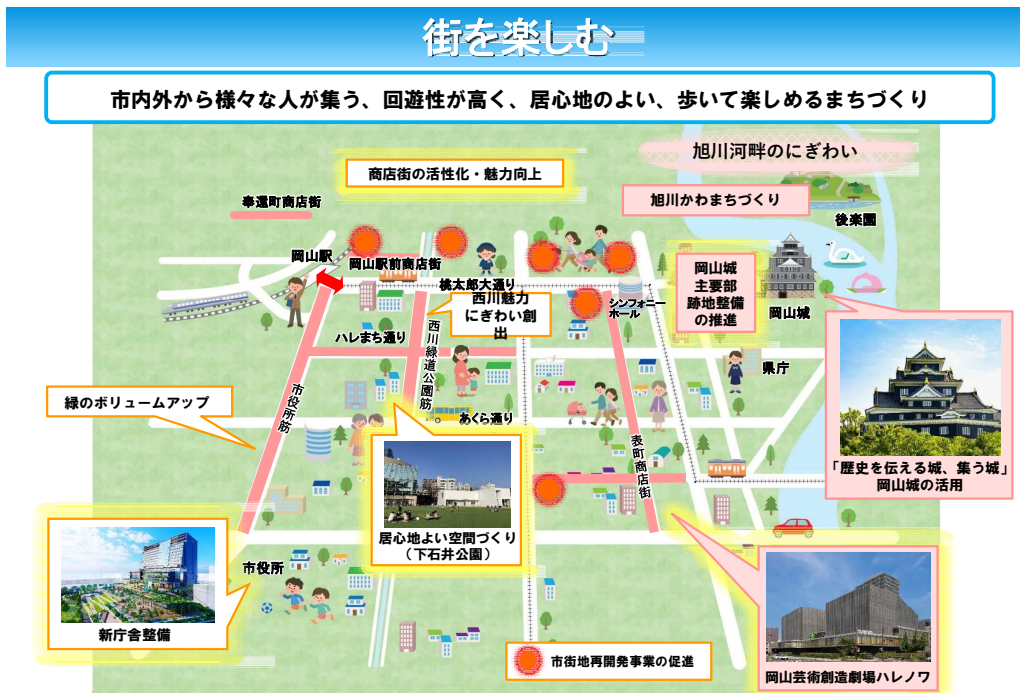 街を楽しむ
市内外から様々な人が集う、回遊性が高く、居心地のよい、歩いて楽しめるまちづくり
旭川河畔のにぎわい
商店街の活性化・魅力向上
旭川かわまちづくり
後楽園
奉還町商店街
岡山駅
岡山駅前商店街
桃太郎大通り
西川魅力
にぎわい創
出
シンフォニー
ホール
岡山城
主要部
跡地整備
の推進
岡山城
ハレまち通り
西川緑道公園筋
県庁
緑のボリュームアップ
市役所筋
あくら通り
表町商店街
「歴史を伝える城、集う城」
岡山城の活用
居心地よい空間づくり
（下石井公園）
市役所
新庁舎整備
市街地再開発事業の促進
岡山芸術創造劇場ハレノワ